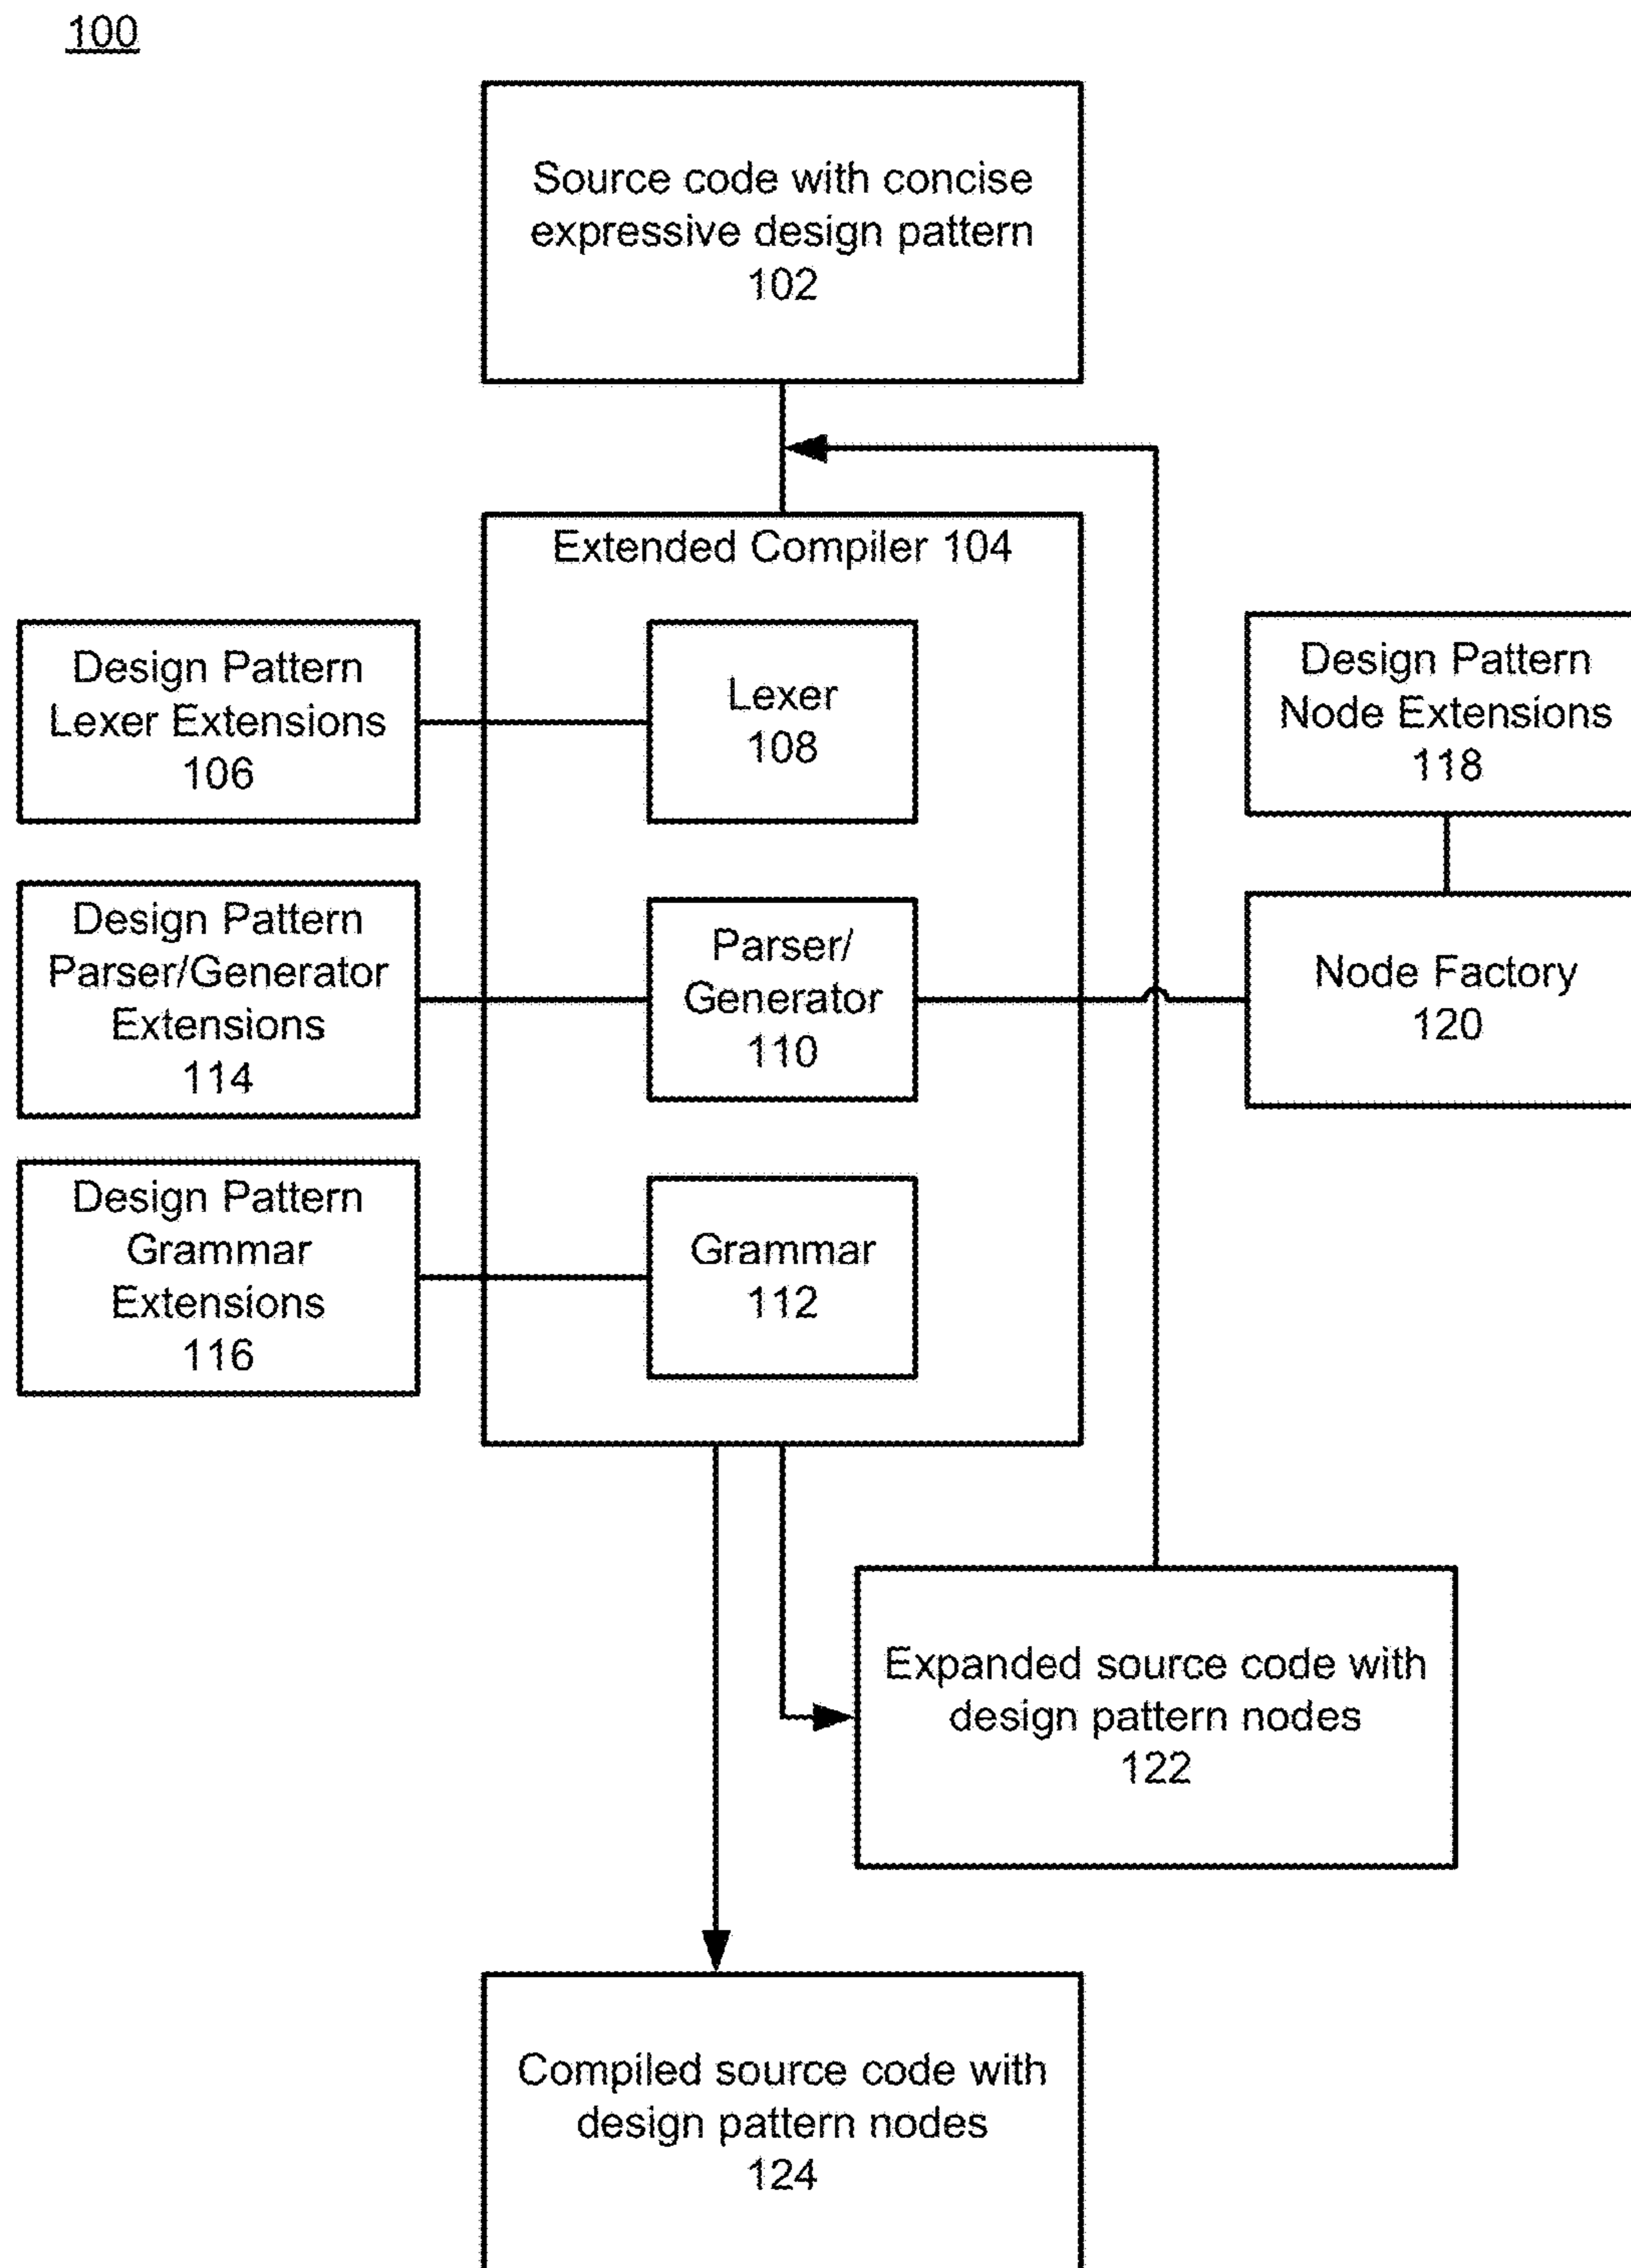 100
Source code with concise
expressive design pattern
102
Extended Compiler 104
Design Pattern
Lexer Extensions
106
Lexer
108
Design Pattern
Node Extensions
118
Design Pattern
Parser/Generator
Extensions
114
Parser/
Generator
110
Node Factory
120
Design Pattern
Grammar
Extensions
116
Grammar
112
Expanded source code with
design pattern nodes
122
Compiled source code with
design pattern nodes
124